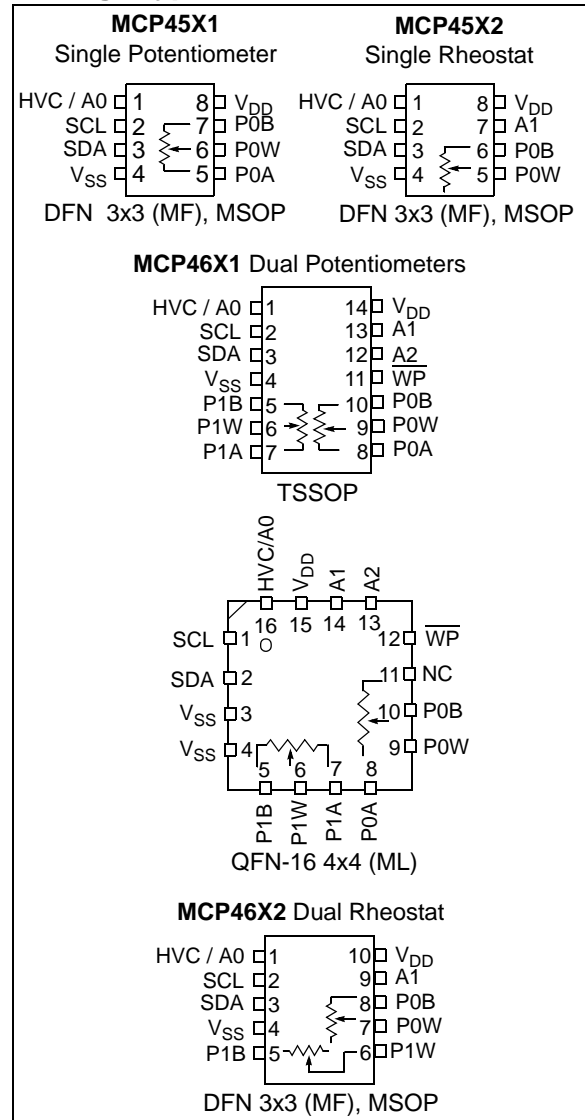 MCP45X1
Single Potentiometer
HVC / A0 1 8 VDD
SCL 2 7 P0B
SDA 3 6 P0W
VSS 4 5 P0A
DFN 3x3 (MF), MSOP
MCP45X2
Single Rheostat
HVC / A0 1 8 VDD
SCL 2 7 A1
SDA 3 6 P0B
VSS 4 5 P0W
DFN 3x3 (MF), MSOP
MCP46X1 Dual Potentiometers
HVC / A0 1 14 VDD
SCL 2 13 A1
SDA 3 12 A2
VSS 4 11 WP
P1B 5 10 P0B
P1W 6 9 P0W
P1A 7 8 P0A
TSSOP
HVC/A0 VDD A1 A2
16 15 14 13
SCL 1 12 WP
SDA 2 11 NC
VSS 3 10 P0B
VSS 4 9 P0W
5 6 7 8
P1B P1W P1A P0A
QFN-16 4x4 (ML)
MCP46X2 Dual Rheostat
HVC / A0 1 10 VDD
SCL 2 9 A1
SDA 3 8 P0B
VSS 4 7 P0W
P1B 5 6 P1W
DFN 3x3 (MF), MSOP